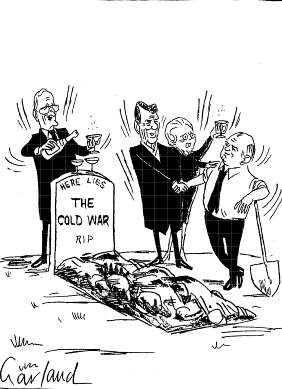 HERE LIES
THE
COLD WAR
RIP
Garland